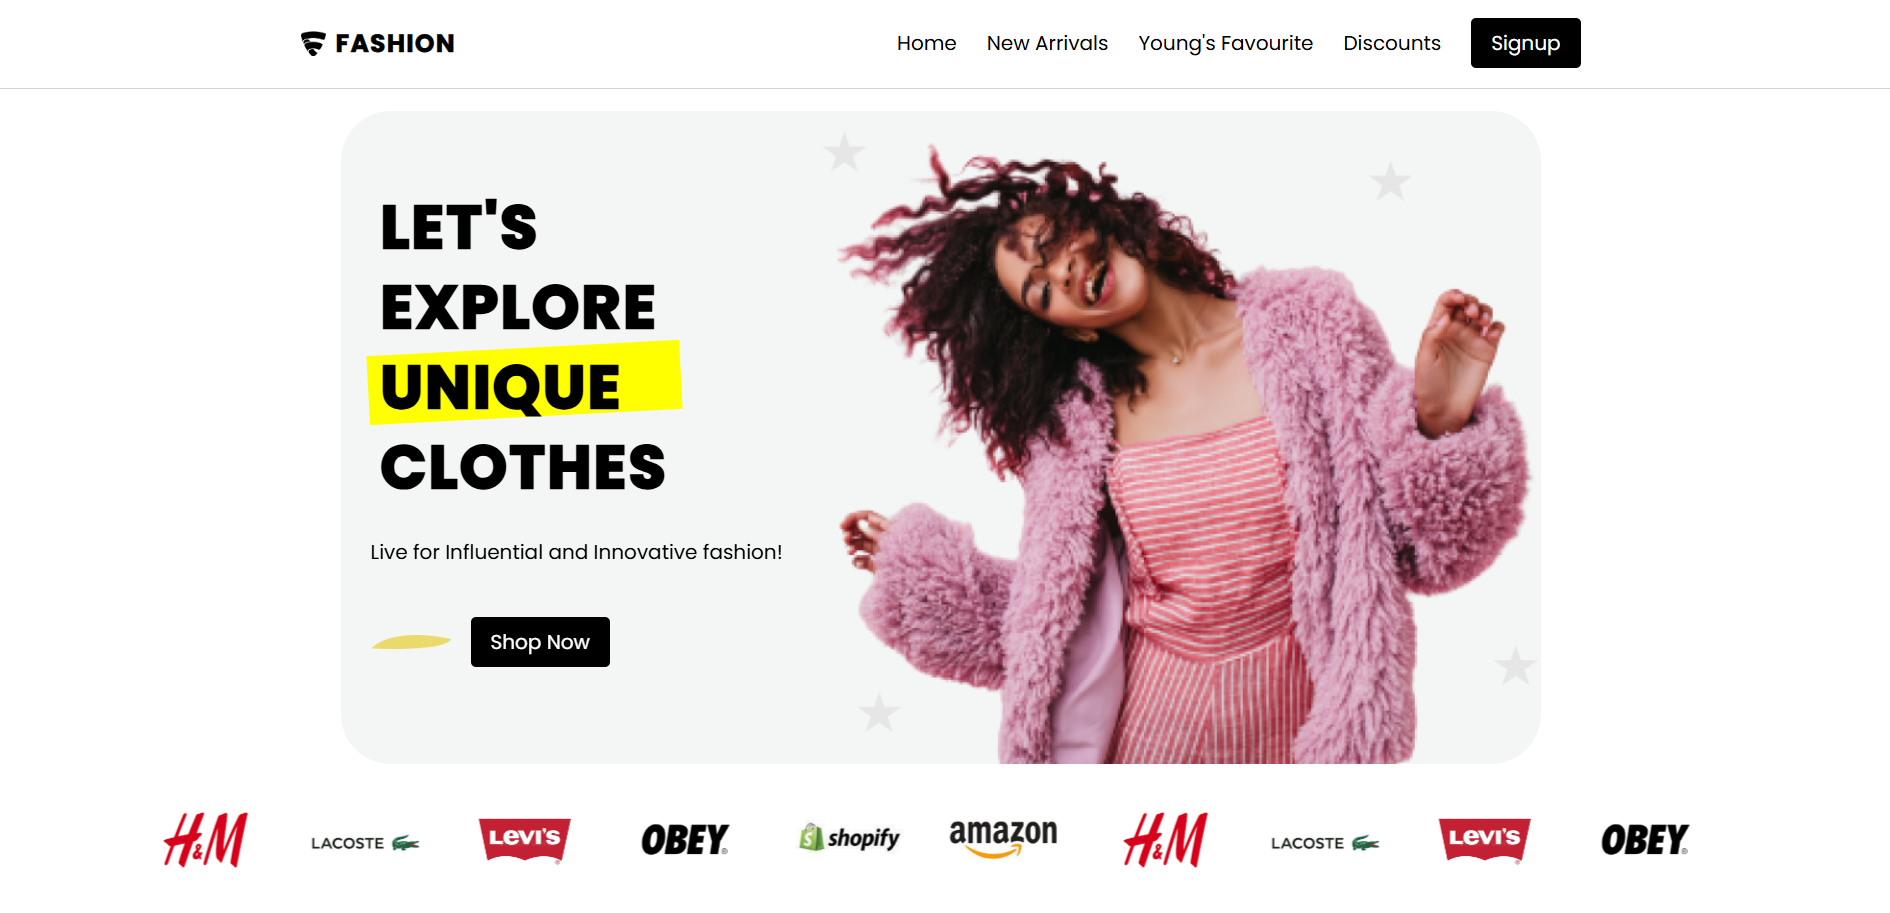 FASHION
Home New Arrivals Young's Favourite Discounts Signup
LET'S
EXPLORE
UNIQUE
CLOTHES
Live for Influential and Innovative fashion!
Shop Now
H&M LACOSTE LEVI'S OBEY shopify amazon H&M LACOSTE LEVI'S OBEY